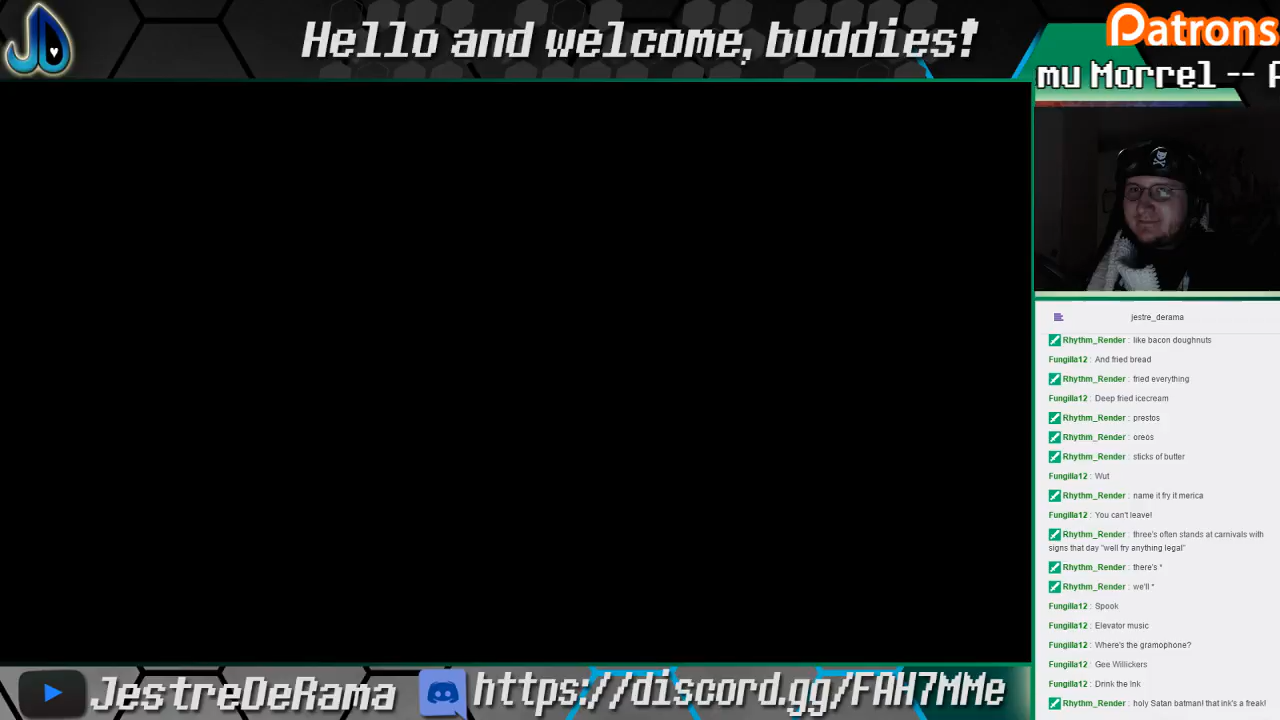 Hello and welcome, buddies!
Patrons
mu Morrel --
jestre_derama
Rhythm_Render : like bacon doughnuts
Fungilla12 : And fried bread
Rhythm_Render : fried everything
Fungilla12 : Deep fried icecream
Rhythm_Render : prestos
Rhythm_Render : oreos
Rhythm_Render : sticks of butter
Fungilla12 : Wut
Rhythm_Render : name it fry it merica
Fungilla12 : You can't leave!
Rhythm_Render : three's often stands at carnivals with
signs that day "well fry anything legal"
Rhythm_Render : there's *
Rhythm_Render : we'll *
Fungilla12 : Spook
Fungilla12 : Elevator music
Fungilla12 : Where's the gramophone?
Fungilla12 : Gee Willickers
Fungilla12 : Drink the Ink
Rhythm_Render : holy Satan batman! that ink's a freak!
JestreDeRama
https://discord.gg/FAH7MMe